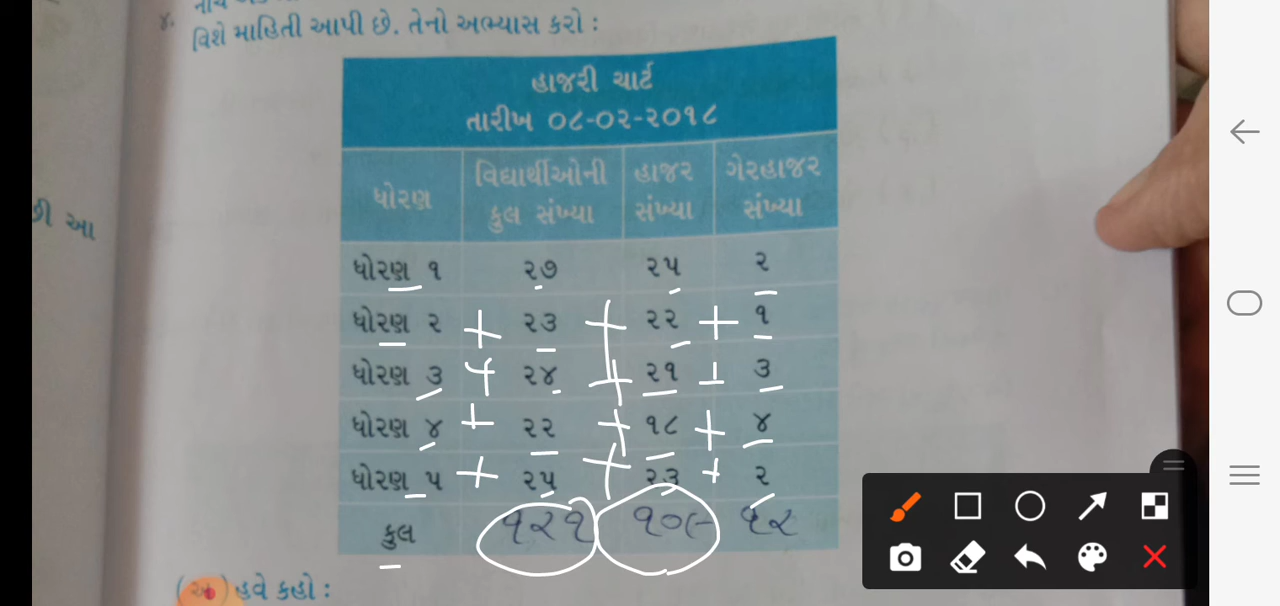 ૪.
વિશે માહિતી આપી છે. તેનો અભ્યાસ કરો :
હાજરી ચાર્ટ
તારીખ ૦૮-૦૨-૨૦૧૮
ધોરણ વિદ્યાર્થીઓની કુલ સંખ્યા હાજર સંખ્યા ગેરહાજર સંખ્યા
ધોરણ ૧ ૨૭ ૨૫ ૨
ધોરણ ૨ + ૨૩ + ૨૨ + ૧
ધોરણ ૩ + ૨૪ + ૨૧ + ૩
ધોરણ ૪ + ૨૨ + ૧૮ + ૪
ધોરણ ૫ + ૨૫ + ૨૩ + ૨
કુલ ૧૨૧ ૧૦૯ ૧૨
(અ) હવે કહો :
છી આ